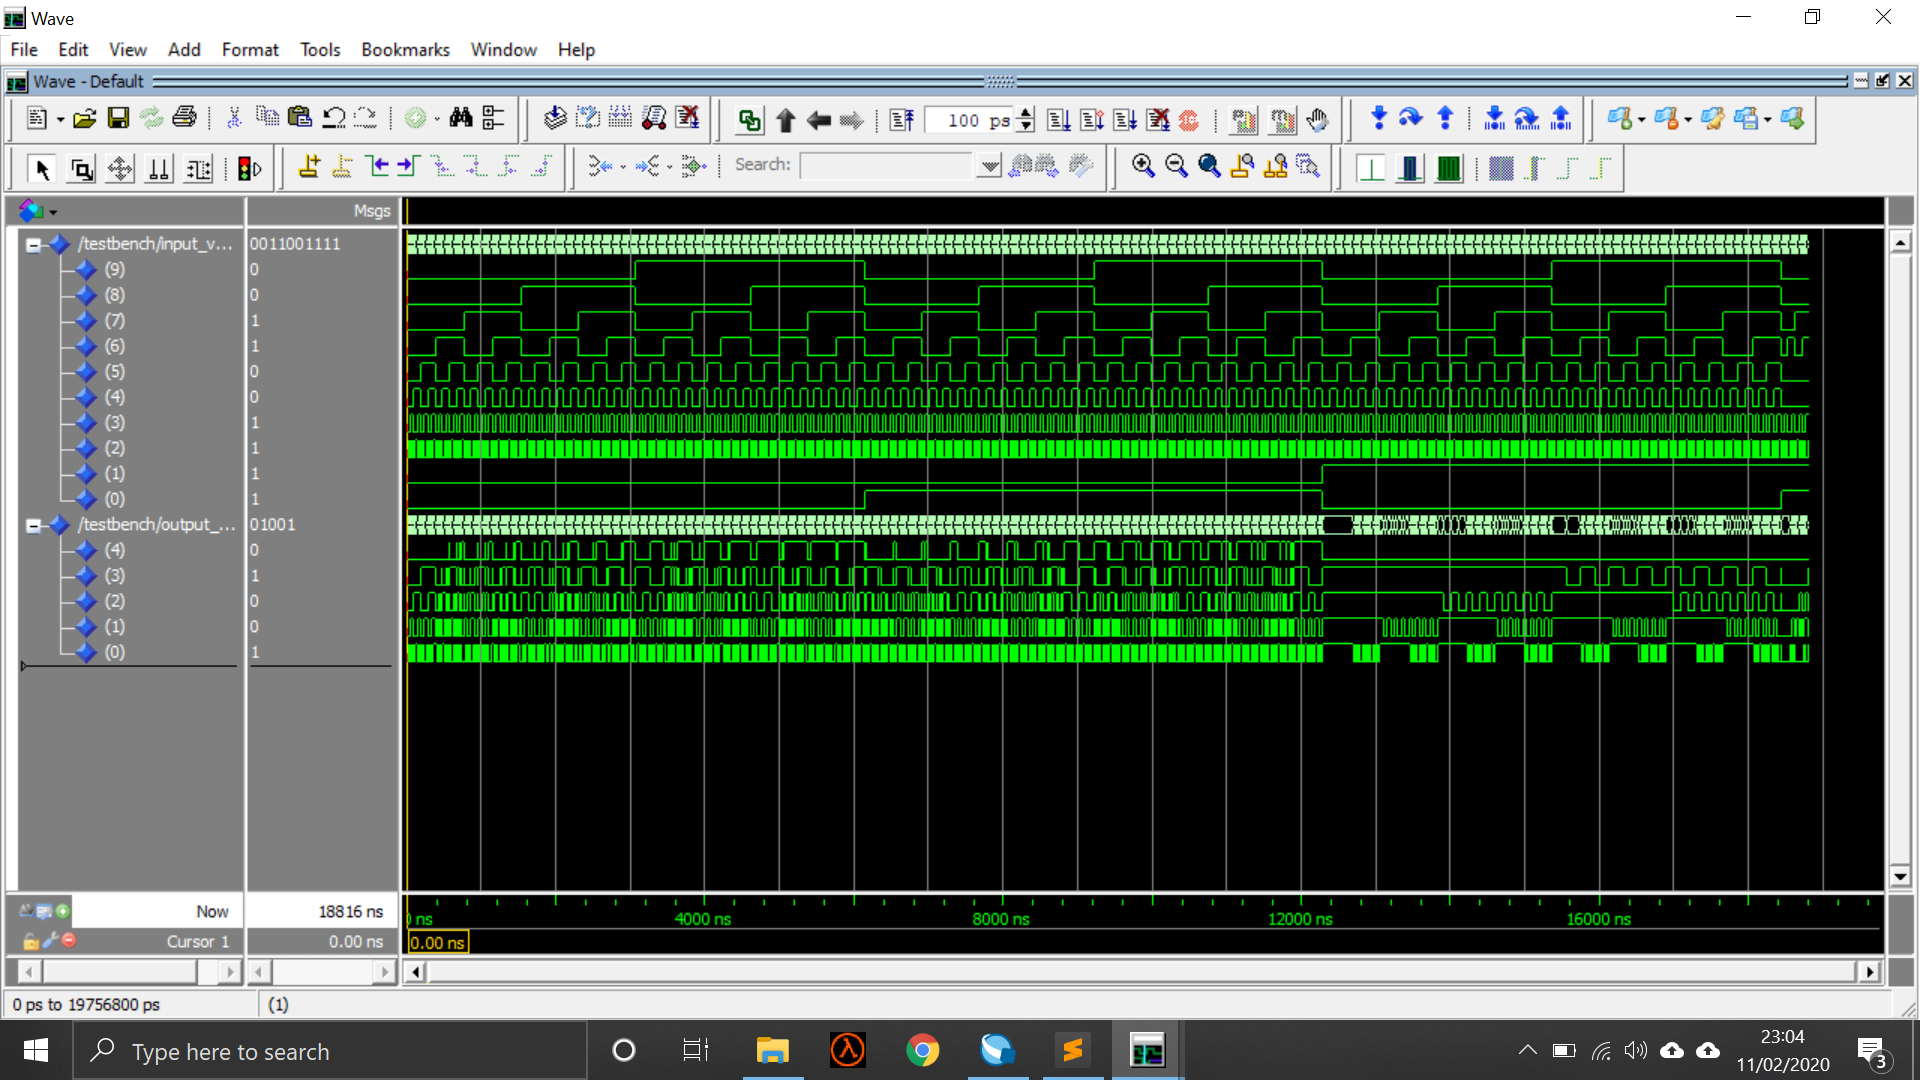 Wave
File Edit View Add Format Tools Bookmarks Window Help
Wave - Default
100 ps
Search:
Msgs
/testbench/input_v... 0011001111
(9) 0
(8) 0
(7) 1
(6) 1
(5) 0
(4) 0
(3) 1
(2) 1
(1) 1
(0) 1
/testbench/output_... 01001
(4) 0
(3) 1
(2) 0
(1) 0
(0) 1
Now 18816 ns
ns 4000 ns 8000 ns 12000 ns 16000 ns
Cursor 1 0.00 ns
0.00 ns
0 ps to 19756800 ps (1)
Type here to search
23:04
11/02/2020
3